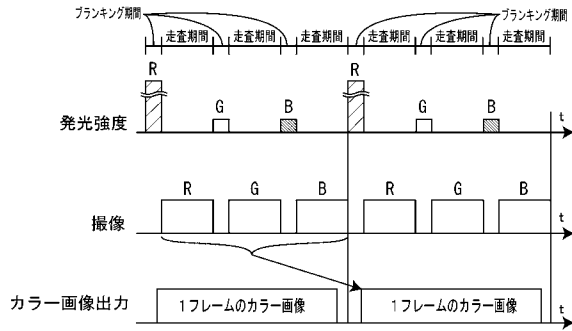 ブランキング期間 ブランキング期間
走査期間 走査期間 走査期間 走査期間 走査期間 走査期間
R R
G B G B
発光強度 t
R G B R G B
撮像 t
カラー画像出力 1フレームのカラー画像 1フレームのカラー画像 t